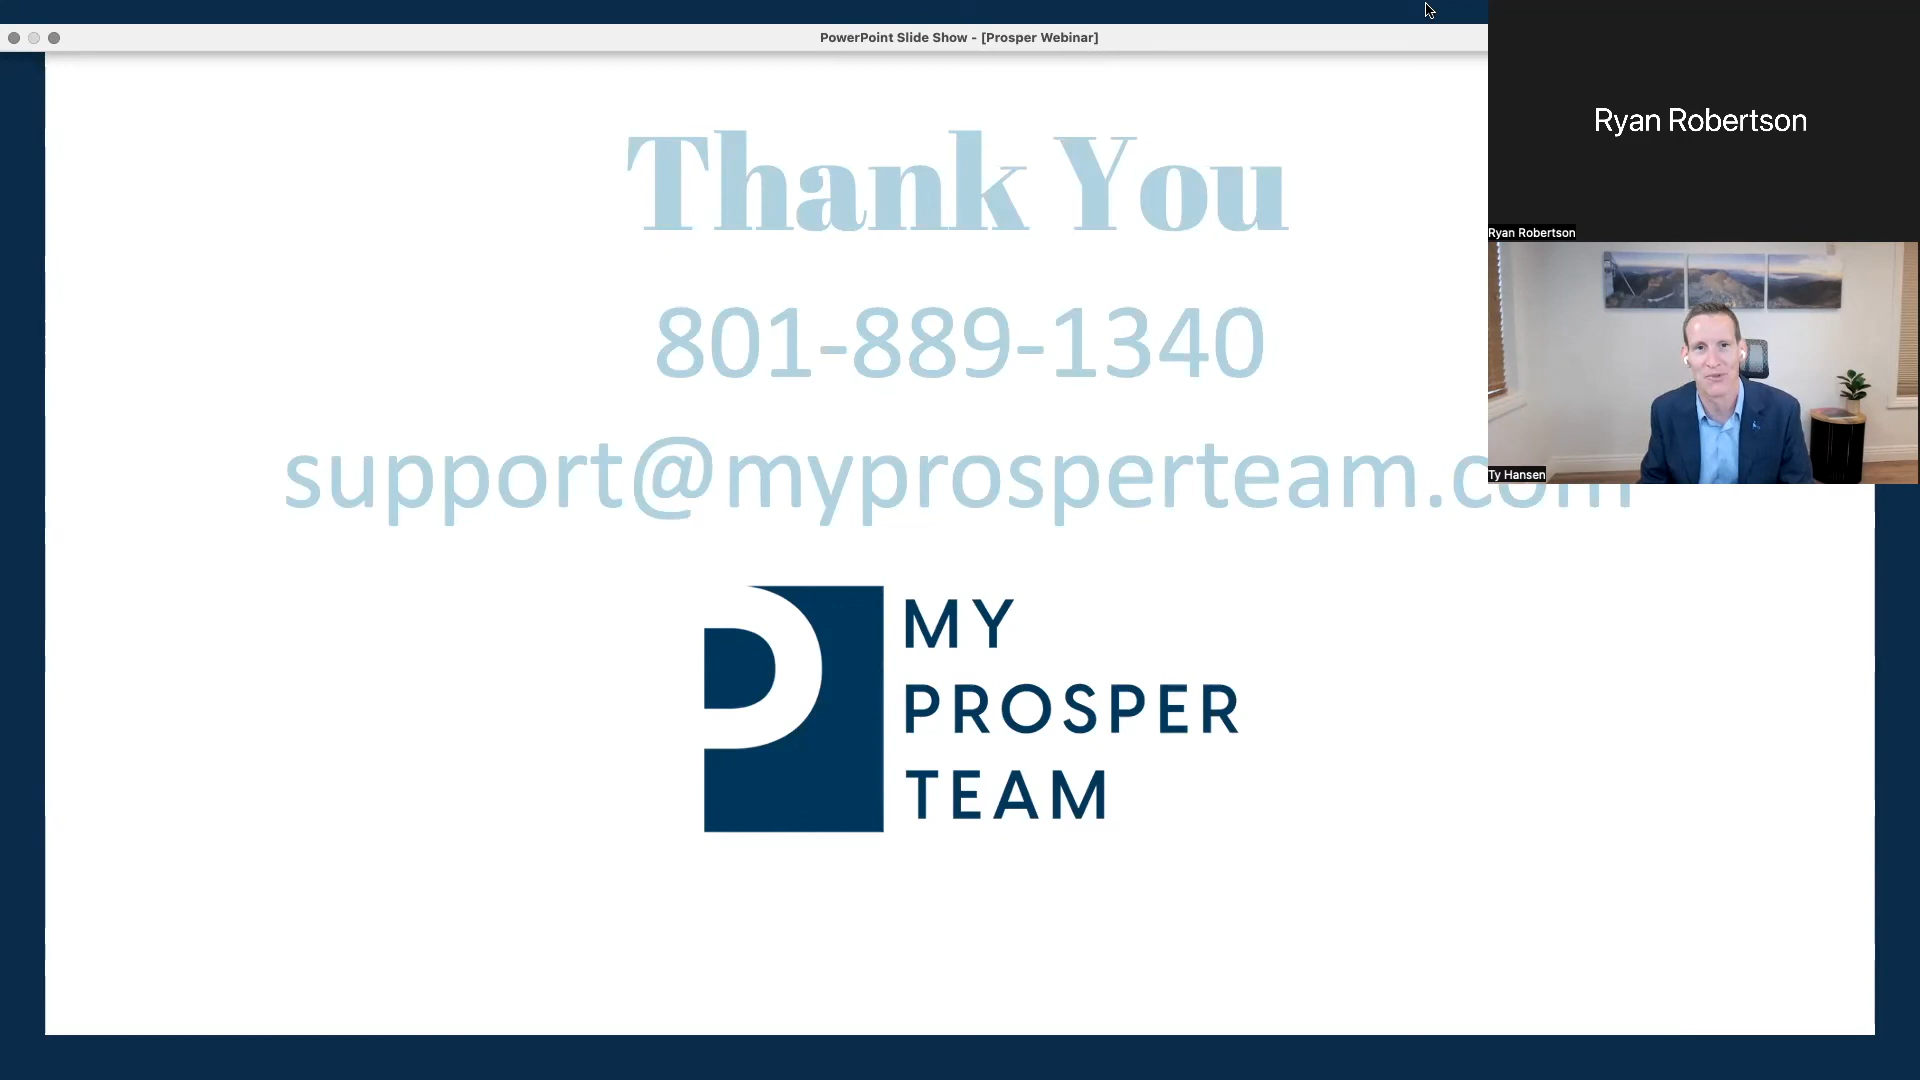 PowerPoint Slide Show - [Prosper Webinar]
Thank You
801-889-1340
support@myprosperteam.com
MY
PROSPER
TEAM
Ryan Robertson
Ryan Robertson
Ty Hansen